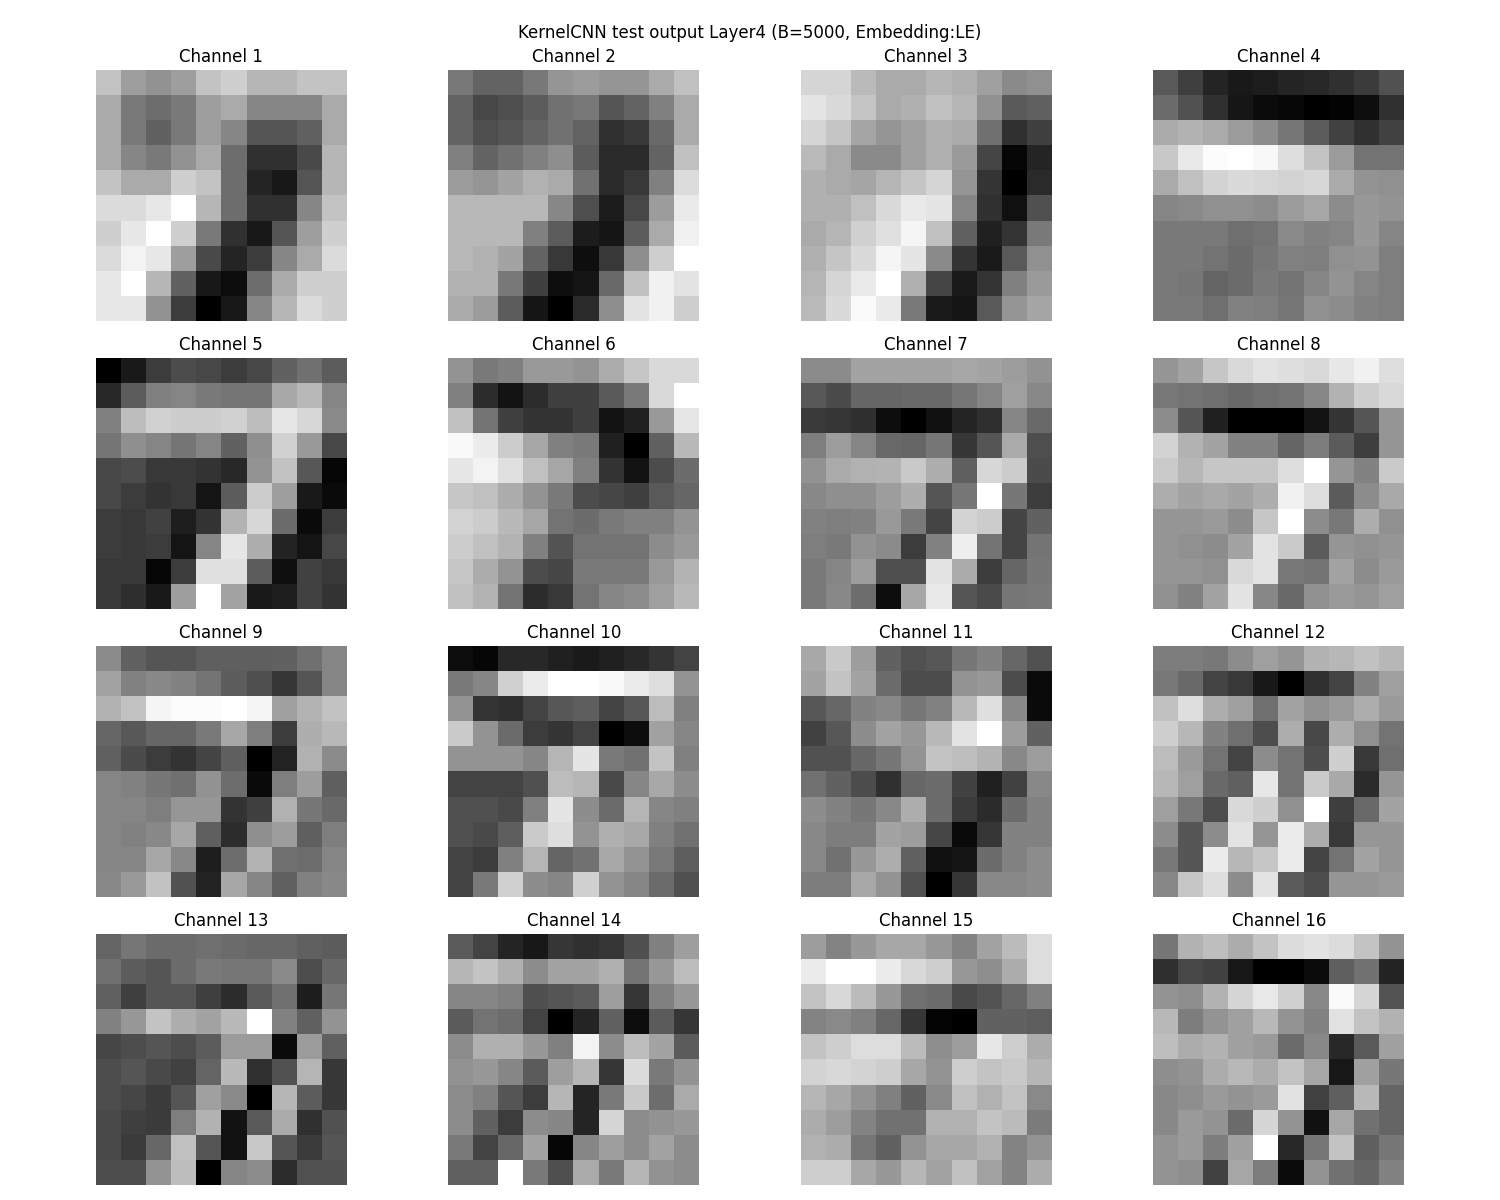 KernelCNN test output Layer4 (B=5000, Embedding:LE)
Channel 1
Channel 2
Channel 3
Channel 4
Channel 5
Channel 6
Channel 7
Channel 8
Channel 9
Channel 10
Channel 11
Channel 12
Channel 13
Channel 14
Channel 15
Channel 16